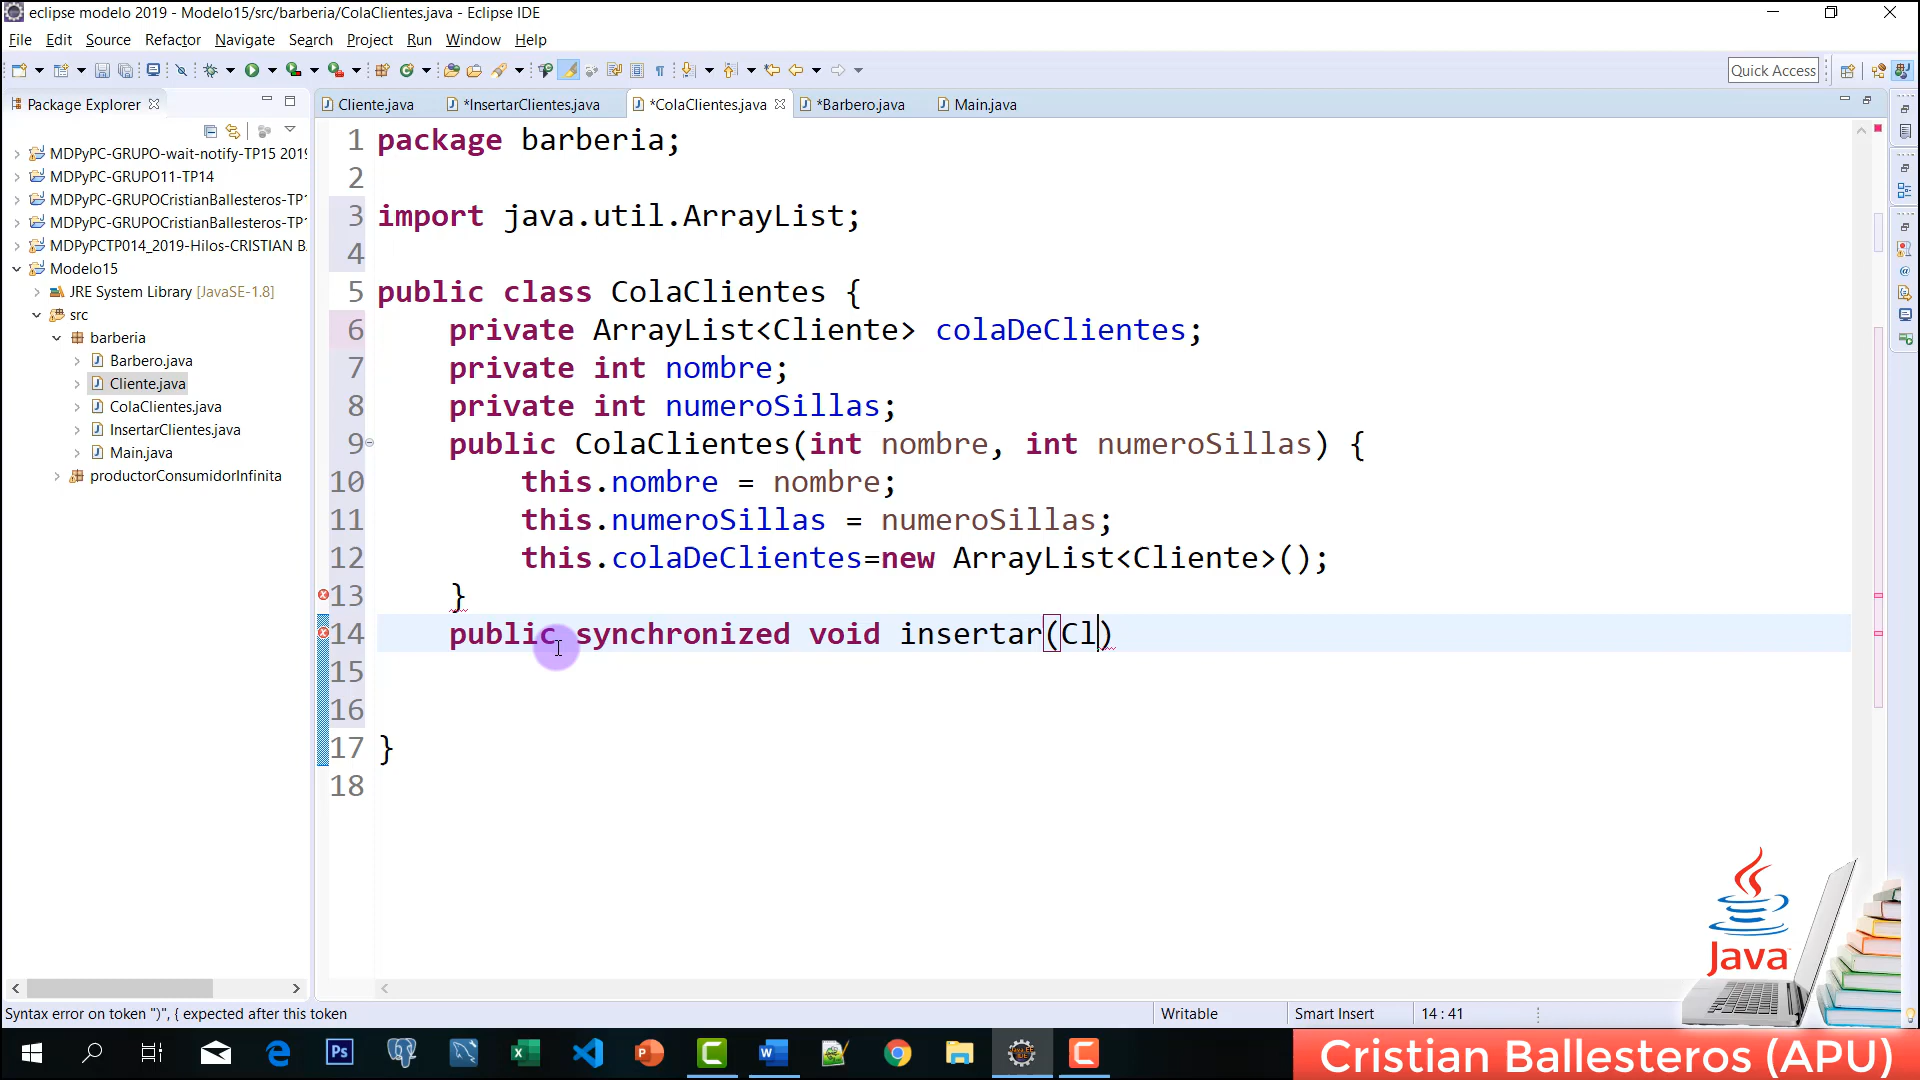 eclipse modelo 2019 - Modelo15/src/barberia/ColaClientes.java - Eclipse IDE
File Edit Source Refactor Navigate Search Project Run Window Help
Quick Access
Package Explorer
Cliente.java *InsertarClientes.java *ColaClientes.java *Barbero.java Main.java
MDPyPC-GRUPO-wait-notify-TP15 2019
MDPyPC-GRUPO11-TP14
MDPyPC-GRUPOCristianBallesteros-TP1
MDPyPC-GRUPOCristianBallesteros-TP1
MDPyPCTP014_2019-Hilos-CRISTIAN B
Modelo15
JRE System Library [JavaSE-1.8]
src
barberia
Barbero.java
Cliente.java
ColaClientes.java
InsertarClientes.java
Main.java
productorConsumidorInfinita
1 package barberia;
2
3 import java.util.ArrayList;
4
5 public class ColaClientes {
6 private ArrayList<Cliente> colaDeClientes;
7 private int nombre;
8 private int numeroSillas;
9 public ColaClientes(int nombre, int numeroSillas) {
10 this.nombre = nombre;
11 this.numeroSillas = numeroSillas;
12 this.colaDeClientes=new ArrayList<Cliente>();
13 }
14 public synchronized void insertar(Cl)
15
16
17 }
18
Java
Syntax error on token ")", { expected after this token
Writable Smart Insert 14 : 41
Cristian Ballesteros (APU)